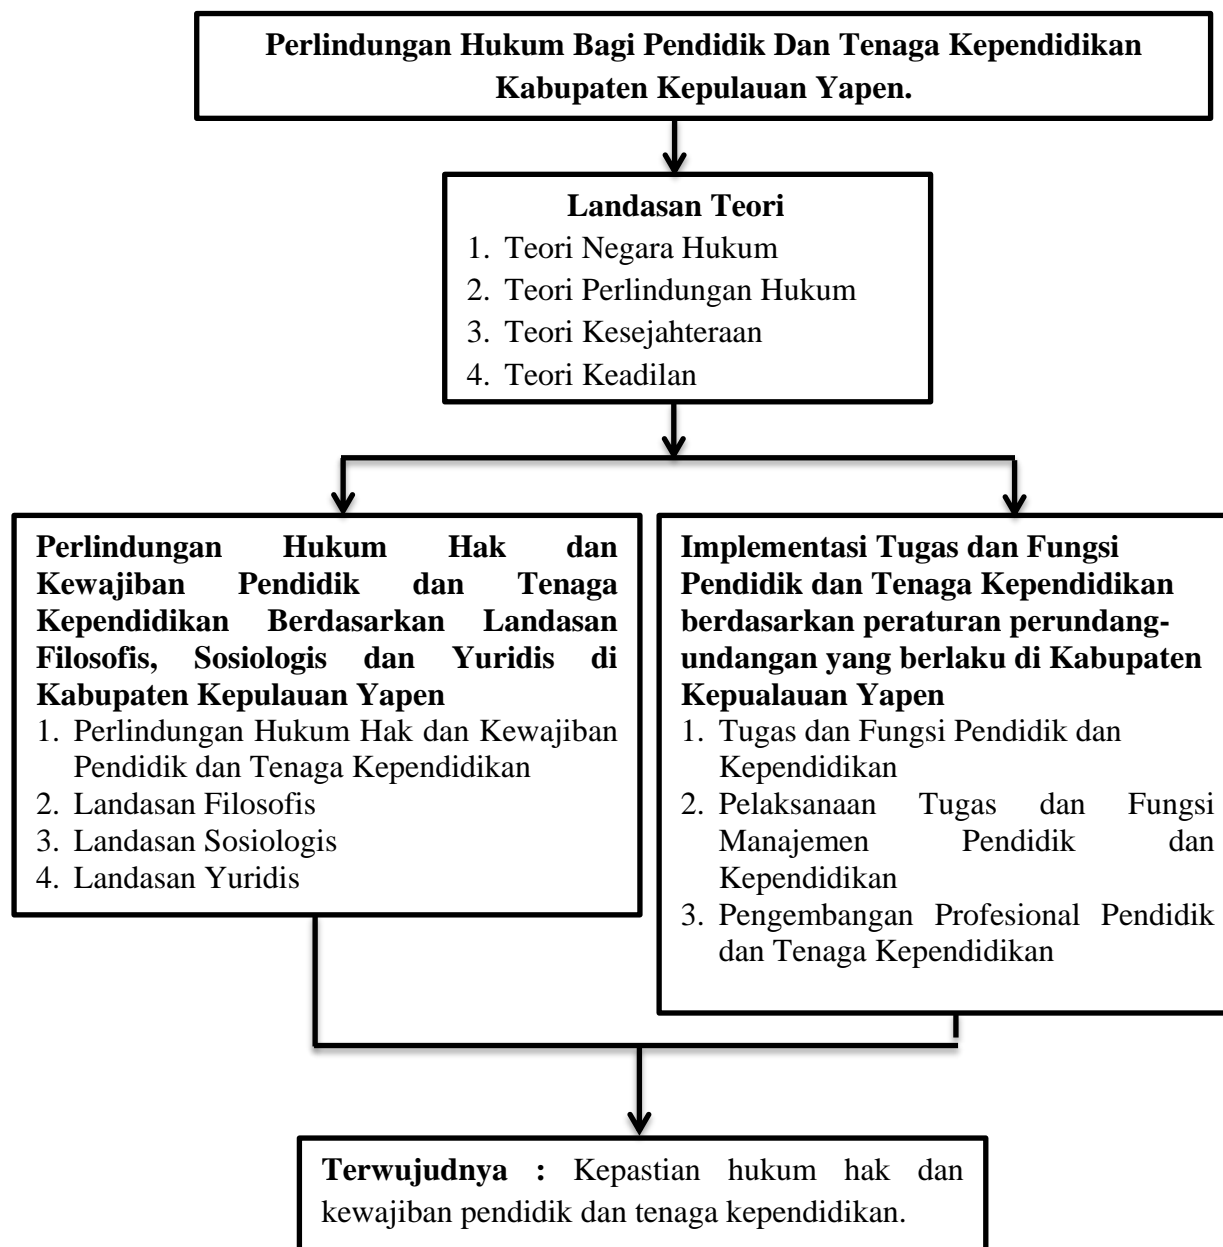 Perlindungan Hukum Bagi Pendidik Dan Tenaga Kependidikan
Kabupaten Kepulauan Yapen.
Landasan Teori
1. Teori Negara Hukum
2. Teori Perlindungan Hukum
3. Teori Kesejahteraan
4. Teori Keadilan
Perlindungan Hukum Hak dan
Kewajiban Pendidik dan Tenaga
Kependidikan Berdasarkan Landasan
Filosofis, Sosiologis dan Yuridis di
Kabupaten Kepulauan Yapen
1. Perlindungan Hukum Hak dan Kewajiban
Pendidik dan Tenaga Kependidikan
2. Landasan Filosofis
3. Landasan Sosiologis
4. Landasan Yuridis
Implementasi Tugas dan Fungsi
Pendidik dan Tenaga Kependidikan
berdasarkan peraturan perundang-
undangan yang berlaku di Kabupaten
Kepualauan Yapen
1. Tugas dan Fungsi Pendidik dan
Kependidikan
2. Pelaksanaan Tugas dan Fungsi
Manajemen Pendidik dan
Kependidikan
3. Pengembangan Profesional Pendidik
dan Tenaga Kependidikan
Terwujudnya : Kepastian hukum hak dan
kewajiban pendidik dan tenaga kependidikan.